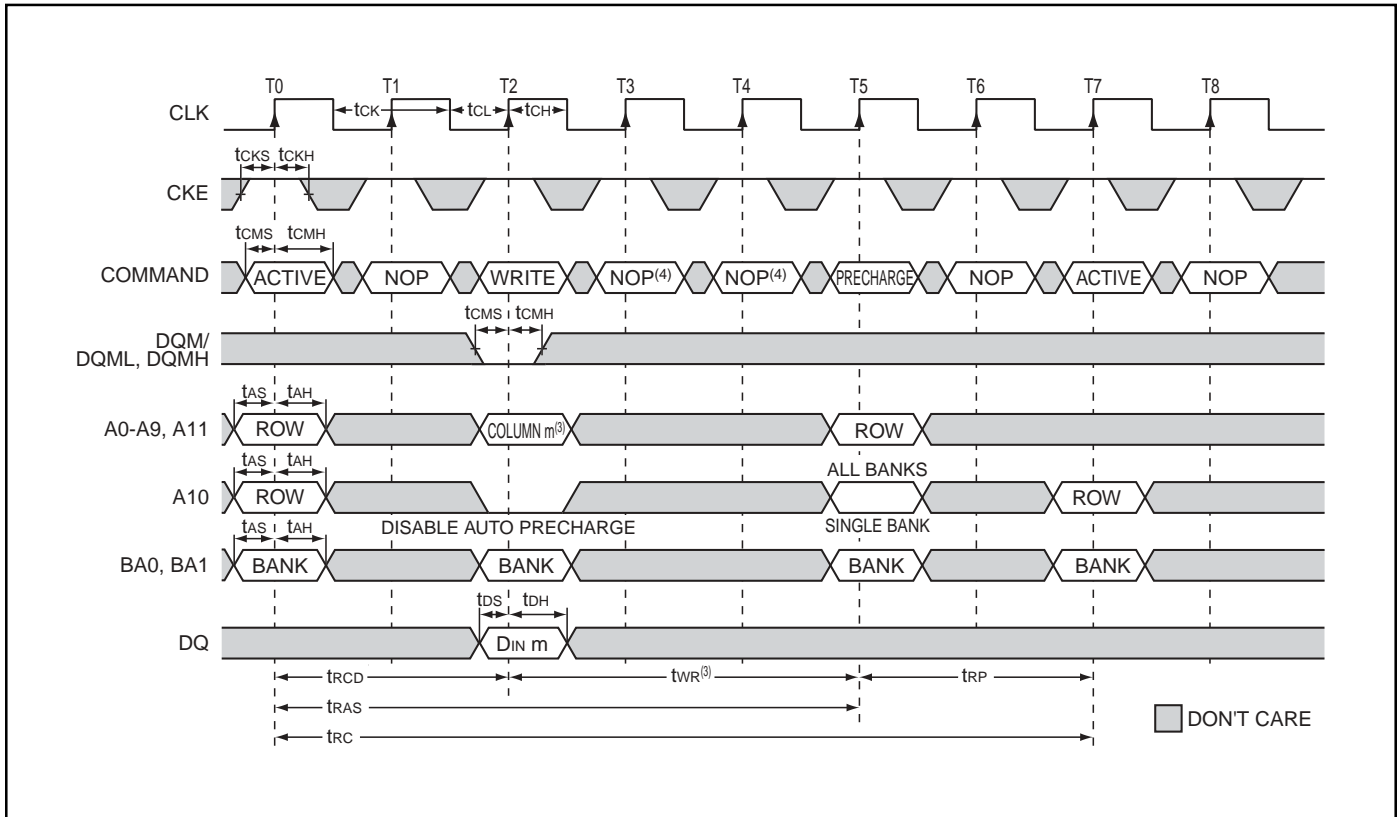 T0 T1 T2 T3 T4 T5 T6 T7 T8
CLK tCK tCL tCH
tCKS tCKH
CKE
tCMS tCMH
COMMAND ACTIVE NOP WRITE NOP(4) NOP(4) PRECHARGE NOP ACTIVE NOP
tCMS tCMH
DQM/
DQML, DQMH
tAS tAH
A0-A9, A11 ROW COLUMN m(3) ROW
tAS tAH ALL BANKS
A10 ROW ROW
tAS tAH DISABLE AUTO PRECHARGE SINGLE BANK
BA0, BA1 BANK BANK BANK BANK
tDS tDH
DQ DIN m
tRCD tWR(3) tRP
tRAS
DON'T CARE
tRC